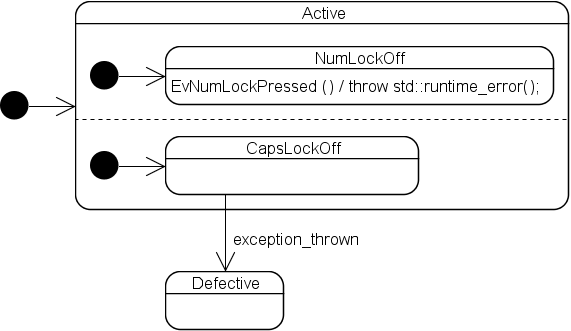 Active
NumLockOff
EvNumLockPressed () / throw std::runtime_error();
CapsLockOff
exception_thrown
Defective